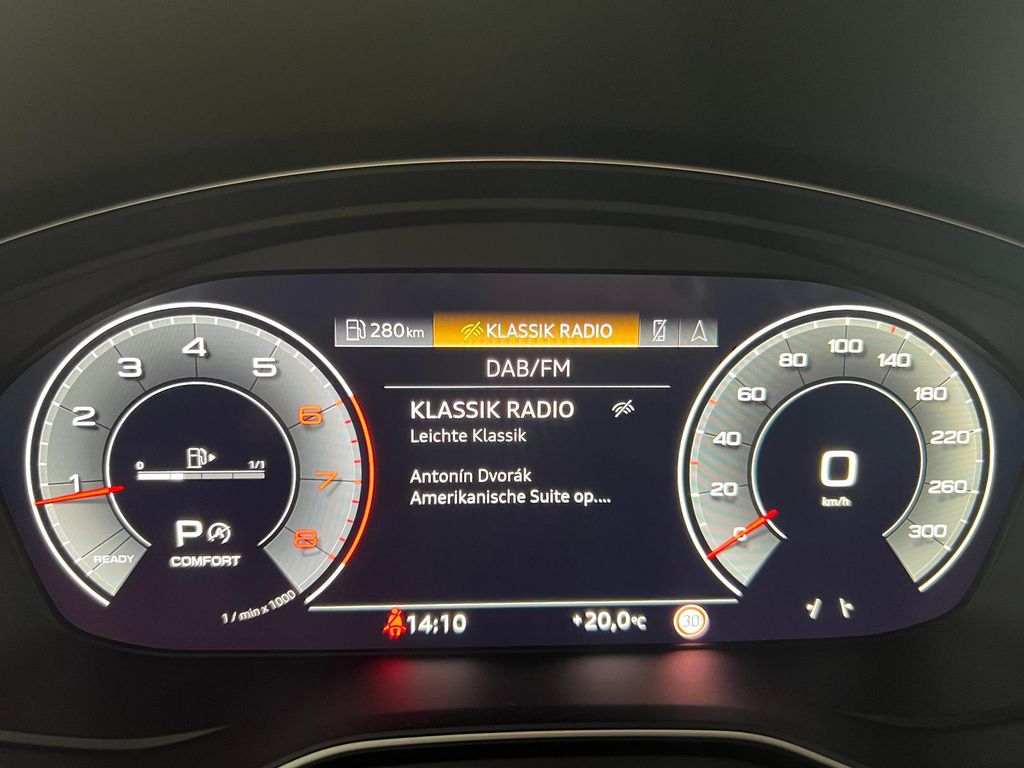 280 km KLASSIK RADIO
DAB/FM
KLASSIK RADIO
Leichte Klassik
Antonín Dvorák
Amerikanische Suite op....
1
2
3
4
5
6
7
8
0 1/1
P A
COMFORT
READY
1 / min x 1000
0
20
40
60
80
100
140
180
220
260
300
0
km/h
14:10 +20,0°C 30